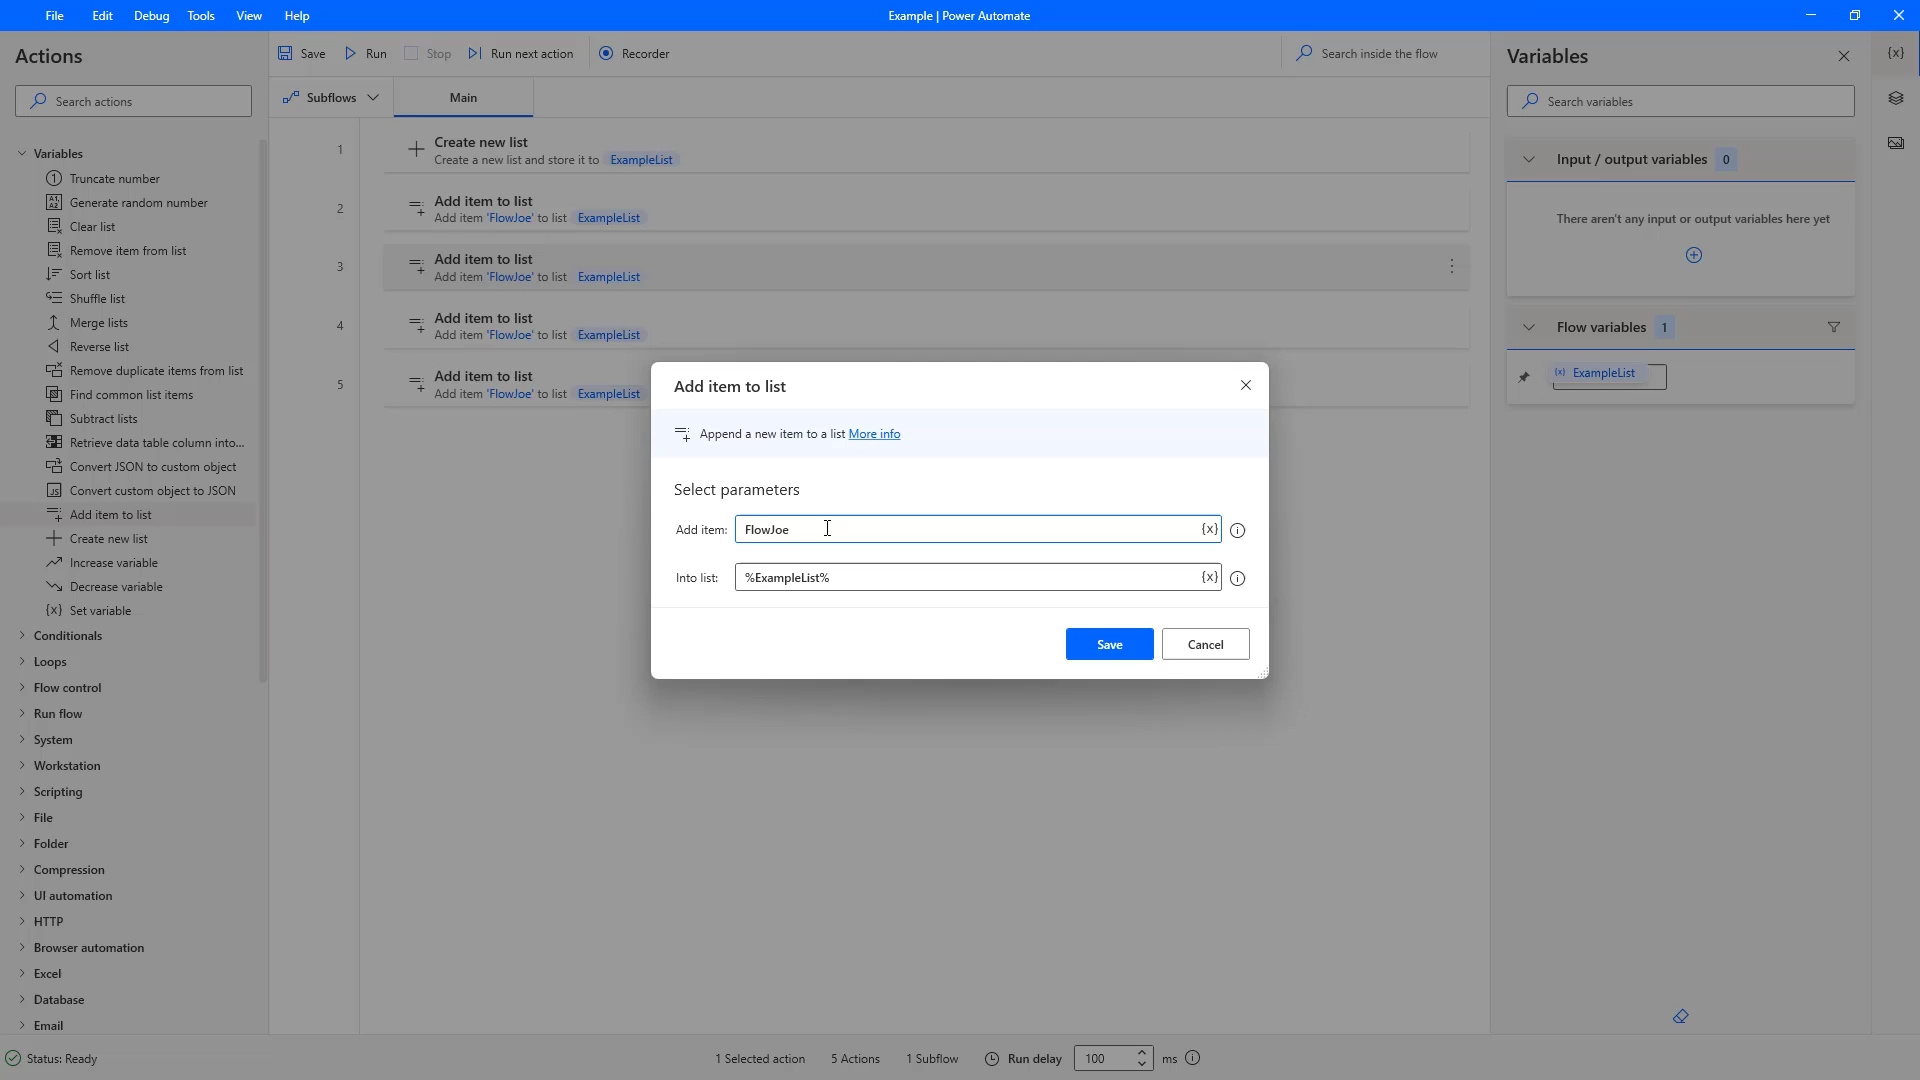 File Edit Debug Tools View Help
Example | Power Automate
Actions
Search actions
Variables
Truncate number
Generate random number
Clear list
Remove item from list
Sort list
Shuffle list
Merge lists
Reverse list
Remove duplicate items from list
Find common list items
Subtract lists
Retrieve data table column into...
Convert JSON to custom object
Convert custom object to JSON
Add item to list
Create new list
Increase variable
Decrease variable
{x} Set variable
Conditionals
Loops
Flow control
Run flow
System
Workstation
Scripting
File
Folder
Compression
UI automation
HTTP
Browser automation
Excel
Database
Email
Save Run Stop Run next action Recorder
Search inside the flow
Subflows Main
1 Create new list
Create a new list and store it to ExampleList
2 Add item to list
Add item 'FlowJoe' to list ExampleList
3 Add item to list
Add item 'FlowJoe' to list ExampleList
4 Add item to list
Add item 'FlowJoe' to list ExampleList
5 Add item to list
Add item 'FlowJoe' to list ExampleList
Add item to list
Append a new item to a list More info
Select parameters
Add item: FlowJoe {x}
Into list: %ExampleList% {x}
Save Cancel
Variables
{x}
Search variables
Input / output variables 0
There aren't any input or output variables here yet
Flow variables 1
{x} ExampleList
Status: Ready
1 Selected action 5 Actions 1 Subflow Run delay 100 ms